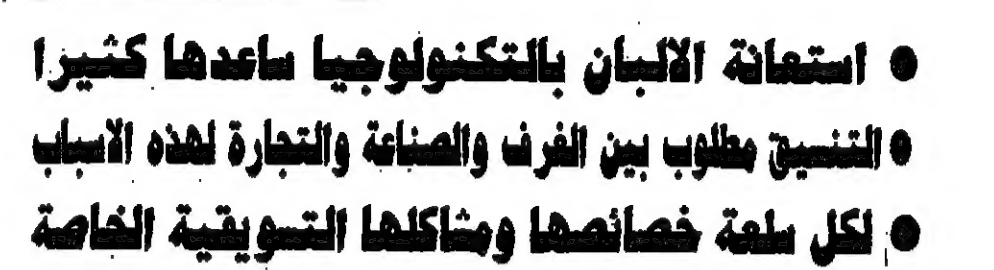 ● استعانة الالبان بالتكنولوجيا ساعدها كثيرا
● التنسيق مطلوب بين الغرف والصناعة والتجارة لهذه الاسباب
● لكل سلعة خصائصها ومشاكلها التسويقية الخاصة